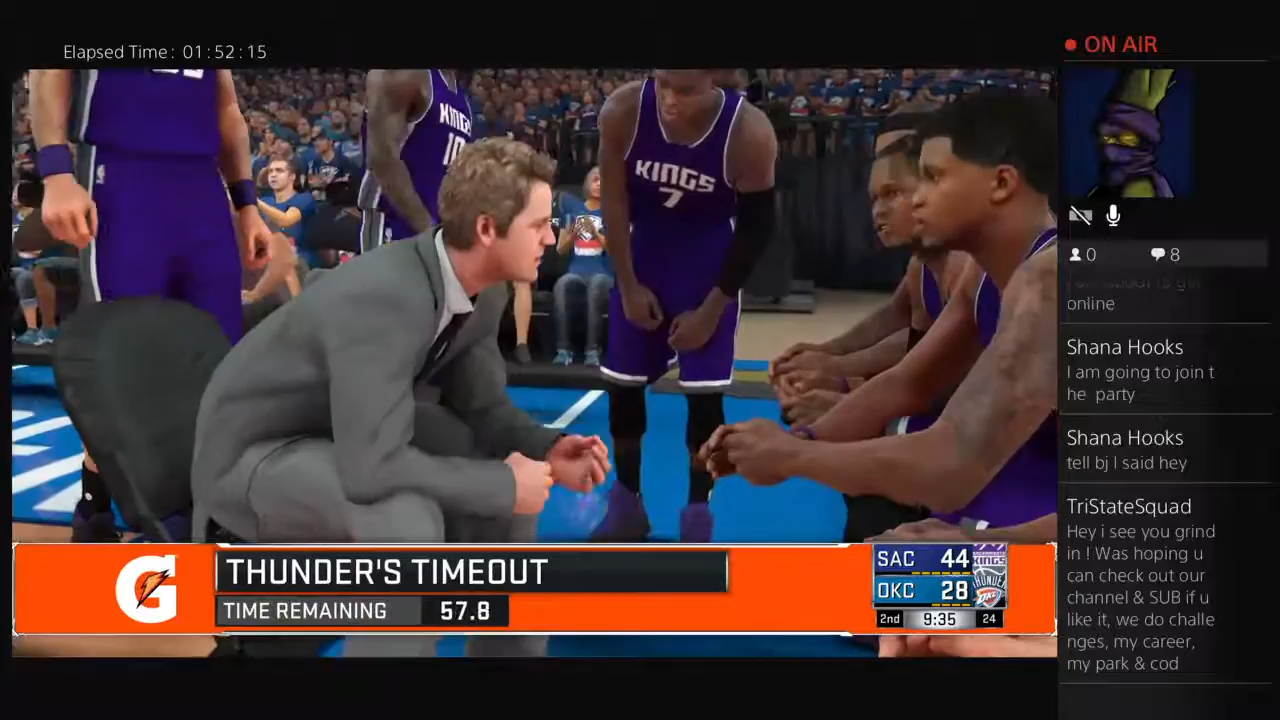 Elapsed Time: 01:52:15
ON AIR
KINGS
10
KINGS
7
0
8
online
Shana Hooks
I am going to join t
he party
Shana Hooks
tell bj I said hey
TriStateSquad
Hey i see you grind
in ! Was hoping u
can check out our
channel & SUB if u
like it, we do challe
nges, my career,
my park & cod
G
THUNDER'S TIMEOUT
TIME REMAINING 57.8
SAC 44
OKC 28
2nd 9:35 24
KINGS
THUNDER
OKC